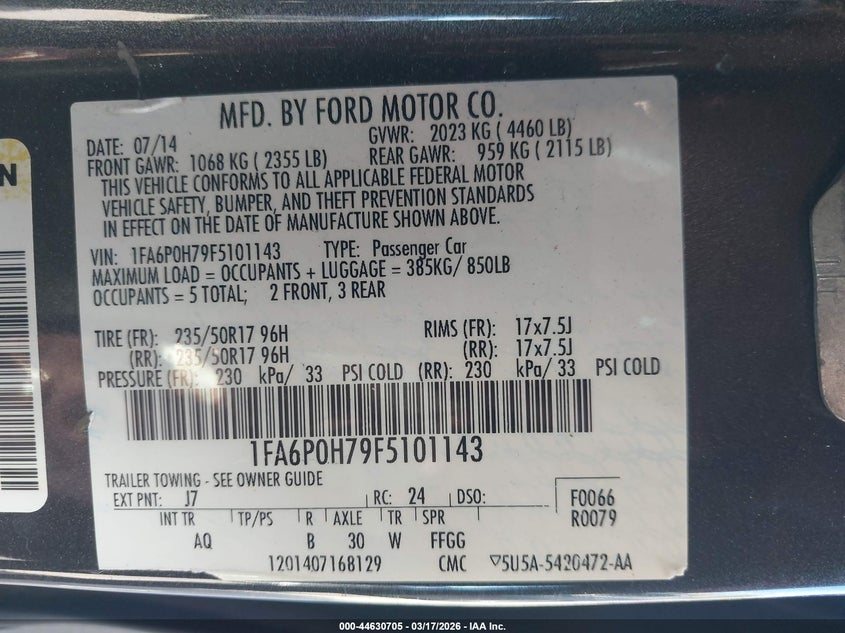 MFD. BY FORD MOTOR CO.
DATE: 07/14 GVWR: 2023 KG ( 4460 LB)
FRONT GAWR: 1068 KG ( 2355 LB) REAR GAWR: 959 KG ( 2115 LB)
THIS VEHICLE CONFORMS TO ALL APPLICABLE FEDERAL MOTOR
VEHICLE SAFETY, BUMPER, AND THEFT PREVENTION STANDARDS
IN EFFECT ON THE DATE OF MANUFACTURE SHOWN ABOVE.
VIN: 1FA6P0H79F5101143 TYPE: Passenger Car
MAXIMUM LOAD = OCCUPANTS + LUGGAGE = 385KG/ 850LB
OCCUPANTS = 5 TOTAL; 2 FRONT, 3 REAR
TIRE (FR): 235/50R17 96H RIMS (FR): 17x7.5J
(RR): 235/50R17 96H (RR): 17x7.5J
PRESSURE (FR): 230 kPa/ 33 PSI COLD (RR): 230 kPa/ 33 PSI COLD
1FA6P0H79F5101143
TRAILER TOWING - SEE OWNER GUIDE
EXT PNT: J7 RC: 24 DSO: F0066
INT TR TP/PS R AXLE TR SPR R0079
AQ B 30 W FFGG
1201407168129 CMC ▽5U5A-5420472-AA
N
000-44630705 - 03/17/2026 - IAA Inc.